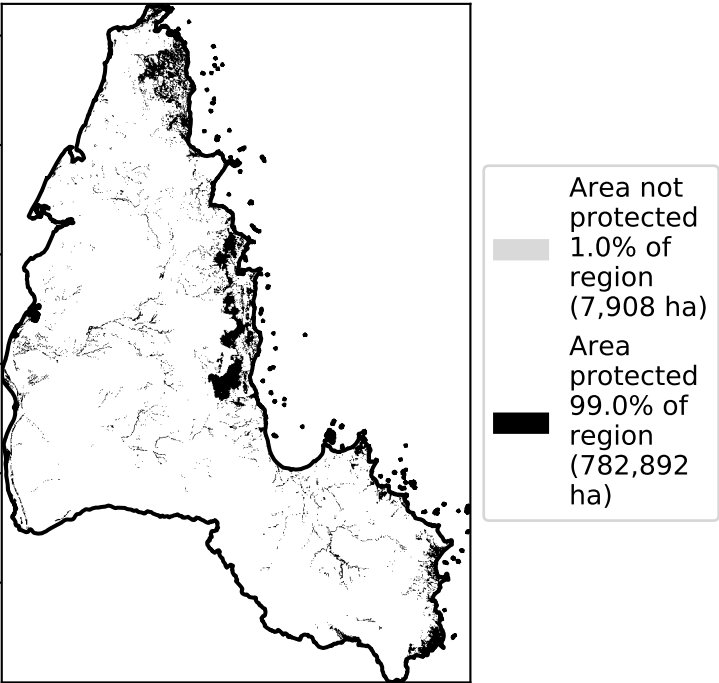 Area not
protected
1.0% of
region
(7,908 ha)
Area
protected
99.0% of
region
(782,892
ha)